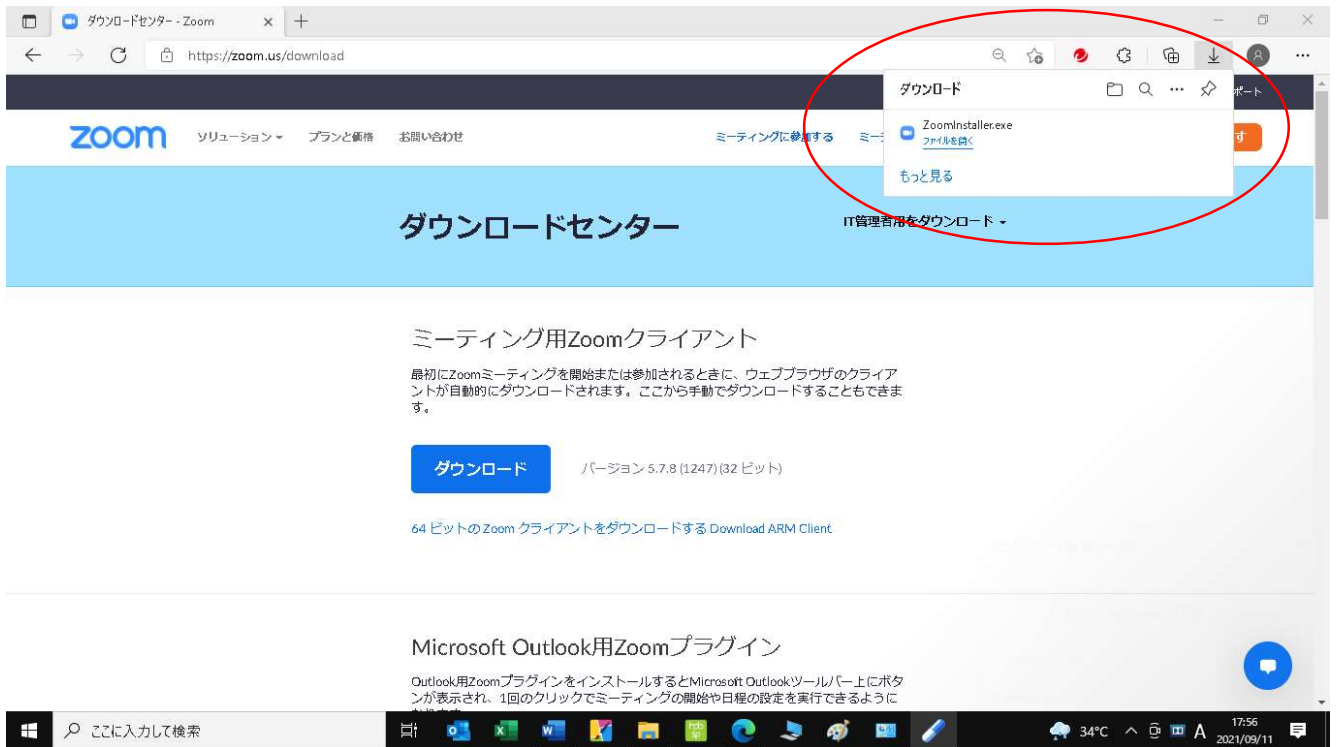 ダウンロードセンター - Zoom
https://zoom.us/download
ダウンロード
ポート
ZoomInstaller.exe
ファイルを開く
もっと見る
zoom
ソリューション
プランと価格
お問い合わせ
ミーティングに参加する
ミー
す
ダウンロードセンター
IT管理者用をダウンロード
ミーティング用Zoomクライアント
最初にZoomミーティングを開始または参加されるときに、ウェブブラウザのクライア
ントが自動的にダウンロードされます。ここから手動でダウンロードすることもできま
す。
ダウンロード
バージョン 5.7.8 (1247) (32 ビット)
64 ビットの Zoom クライアントをダウンロードする Download ARM Client
Microsoft Outlook用Zoomプラグイン
Outlook用ZoomプラグインをインストールするとMicrosoft Outlookツールバー上にボタ
ンが表示され、1回のクリックでミーティングの開始や日程の設定を実行できるように
ここに入力して検索
34°C
A
17:56
2021/09/11